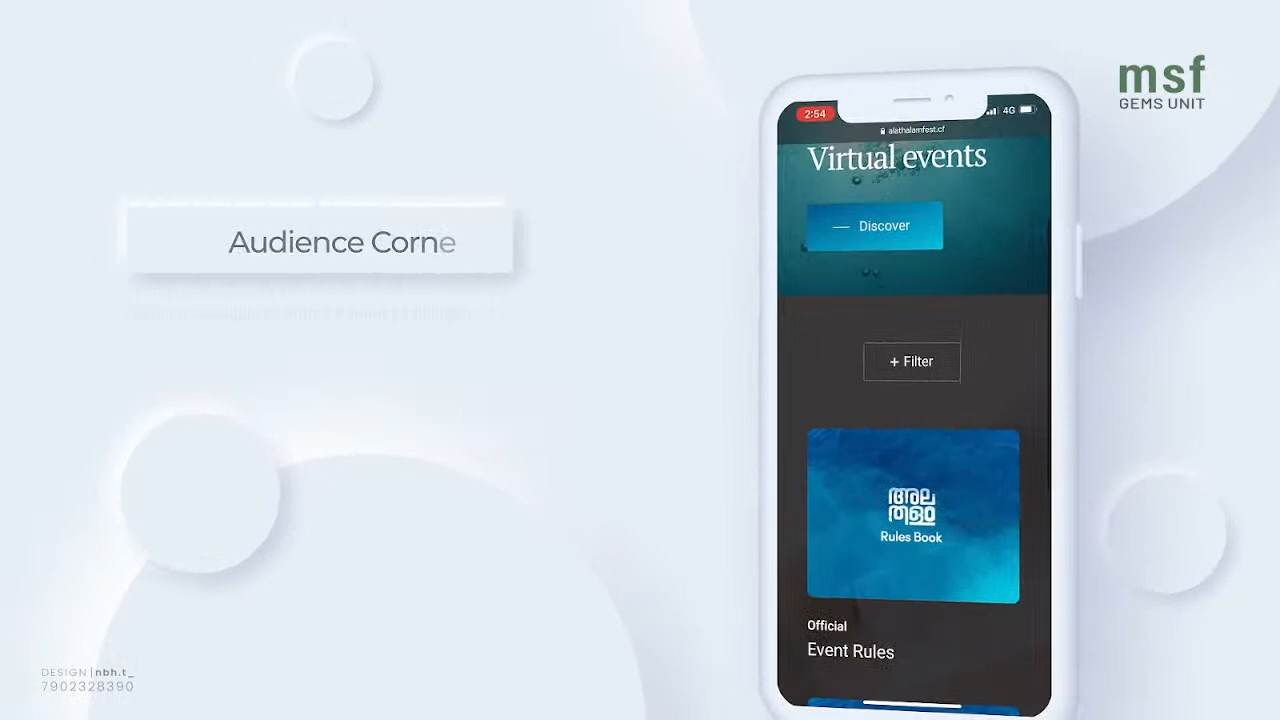 msf
GEMS UNIT
Audience Corne
2:54
4G
alathalamfest.cf
Virtual events
Discover
+ Filter
അല
തളം
Rules Book
Official
Event Rules
DESIGN | nbh.t_
7902328390